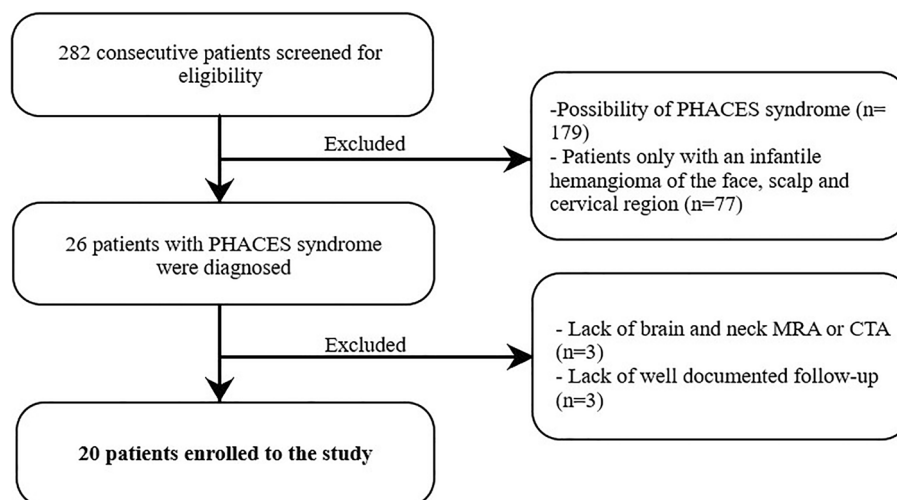 282 consecutive patients screened for
eligibility
Excluded
-Possibility of PHACES syndrome (n=
179)
- Patients only with an infantile
hemangioma of the face, scalp and
cervical region (n=77)
26 patients with PHACES syndrome
were diagnosed
Excluded
- Lack of brain and neck MRA or CTA
(n=3)
- Lack of well documented follow-up
(n=3)
20 patients enrolled to the study